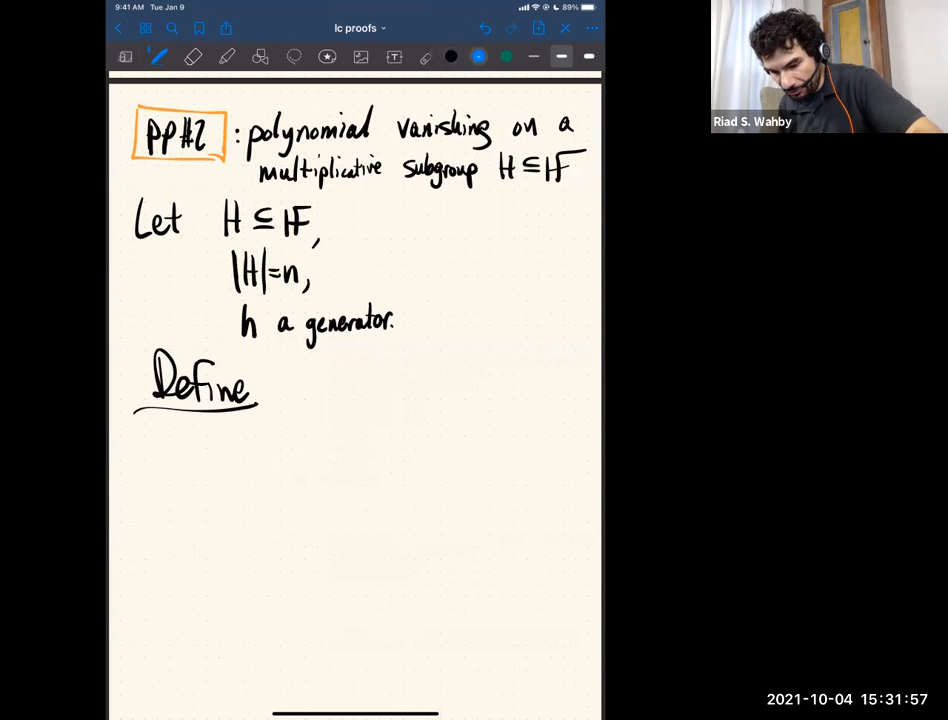 9:41 AM Tue Jan 9
89%
lc proofs
PP#2 : polynomial vanishing on a
multiplicative subgroup H ⊆ F
Let H ⊆ F,
|H|=n,
h a generator.
Define
Riad S. Wahby
2021-10-04 15:31:57